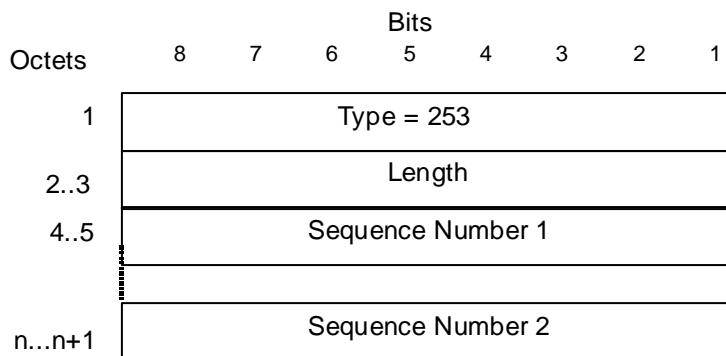 Bits
Octets 8 7 6 5 4 3 2 1
1 Type = 253
2..3 Length
4..5 Sequence Number 1
n...n+1 Sequence Number 2